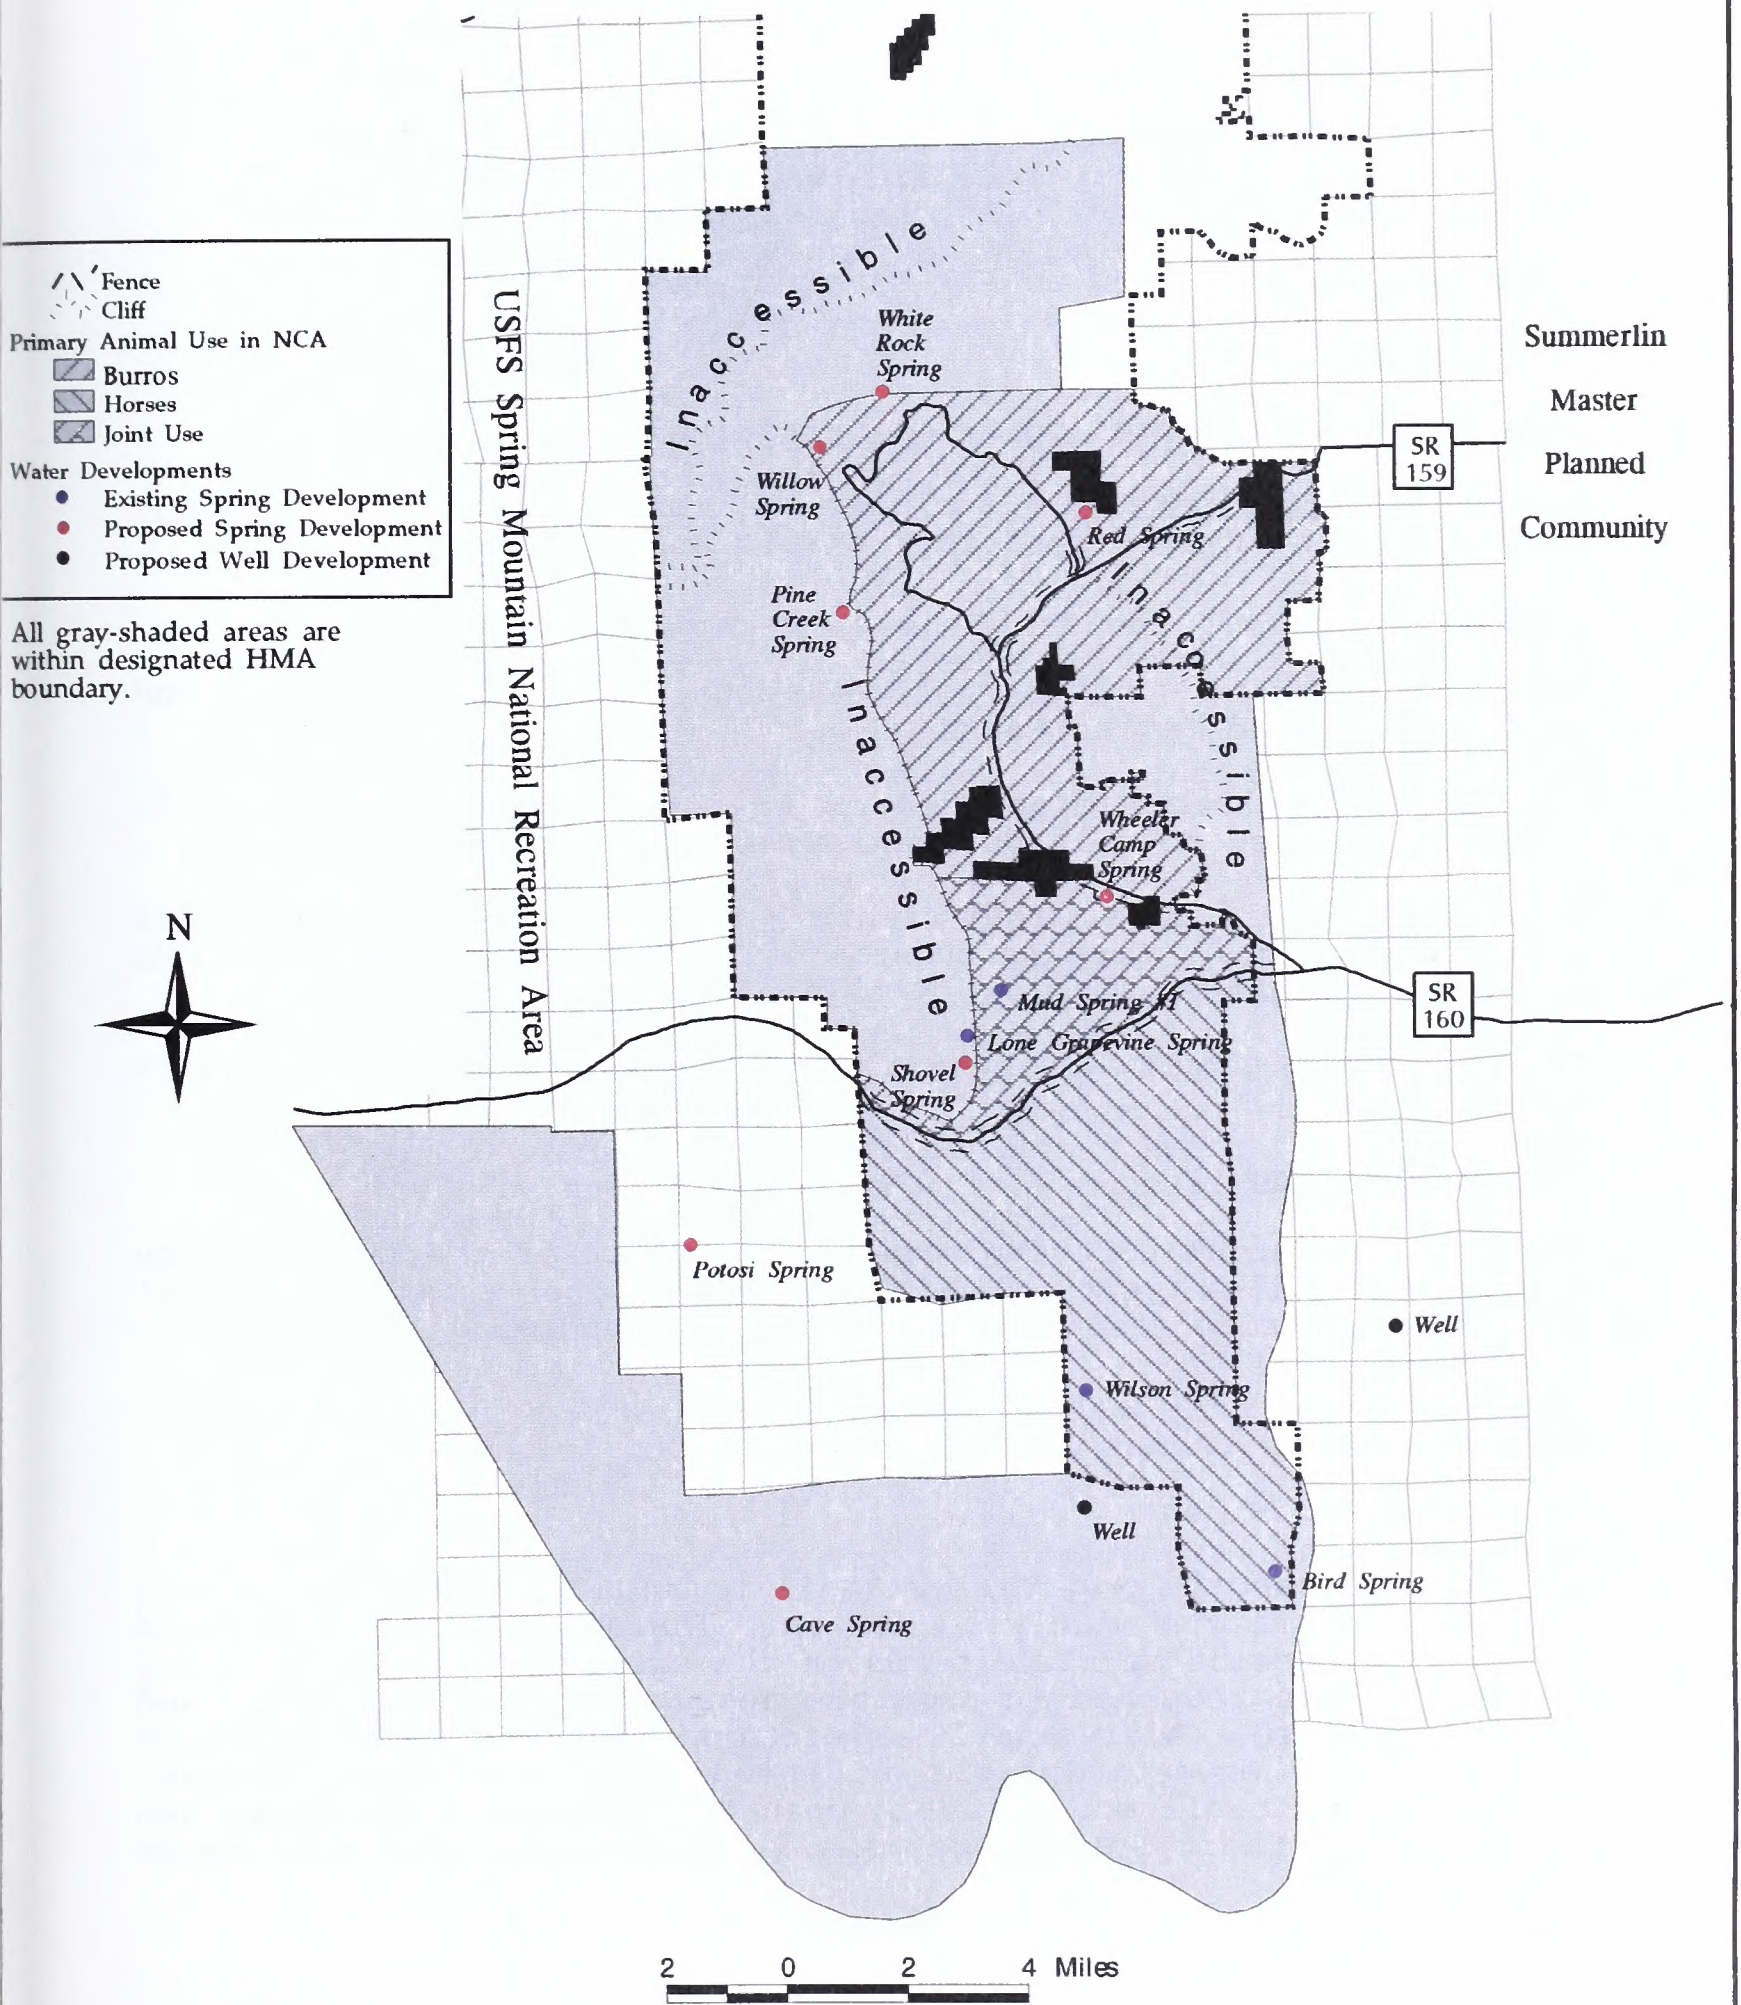 Fence
Cliff
Primary Animal Use in NCA
Burros
Horses
Joint Use
Water Developments
Existing Spring Development
Proposed Spring Development
Proposed Well Development
All gray-shaded areas are
within designated HMA
boundary.
N
USFS Spring Mountain National Recreation Area
Inaccessible
White
Rock
Spring
Willow
Spring
Pine
Creek
Spring
Red Spring
Inaccessible
Inaccessible
Summerlin
Master
Planned
Community
SR
159
Wheeler
Camp
Spring
Mud Spring #1
Lone Grapevine Spring
Shovel
Spring
SR
160
Potosi Spring
Well
Wilson Spring
Well
Bird Spring
Cave Spring
2 0 2 4 Miles